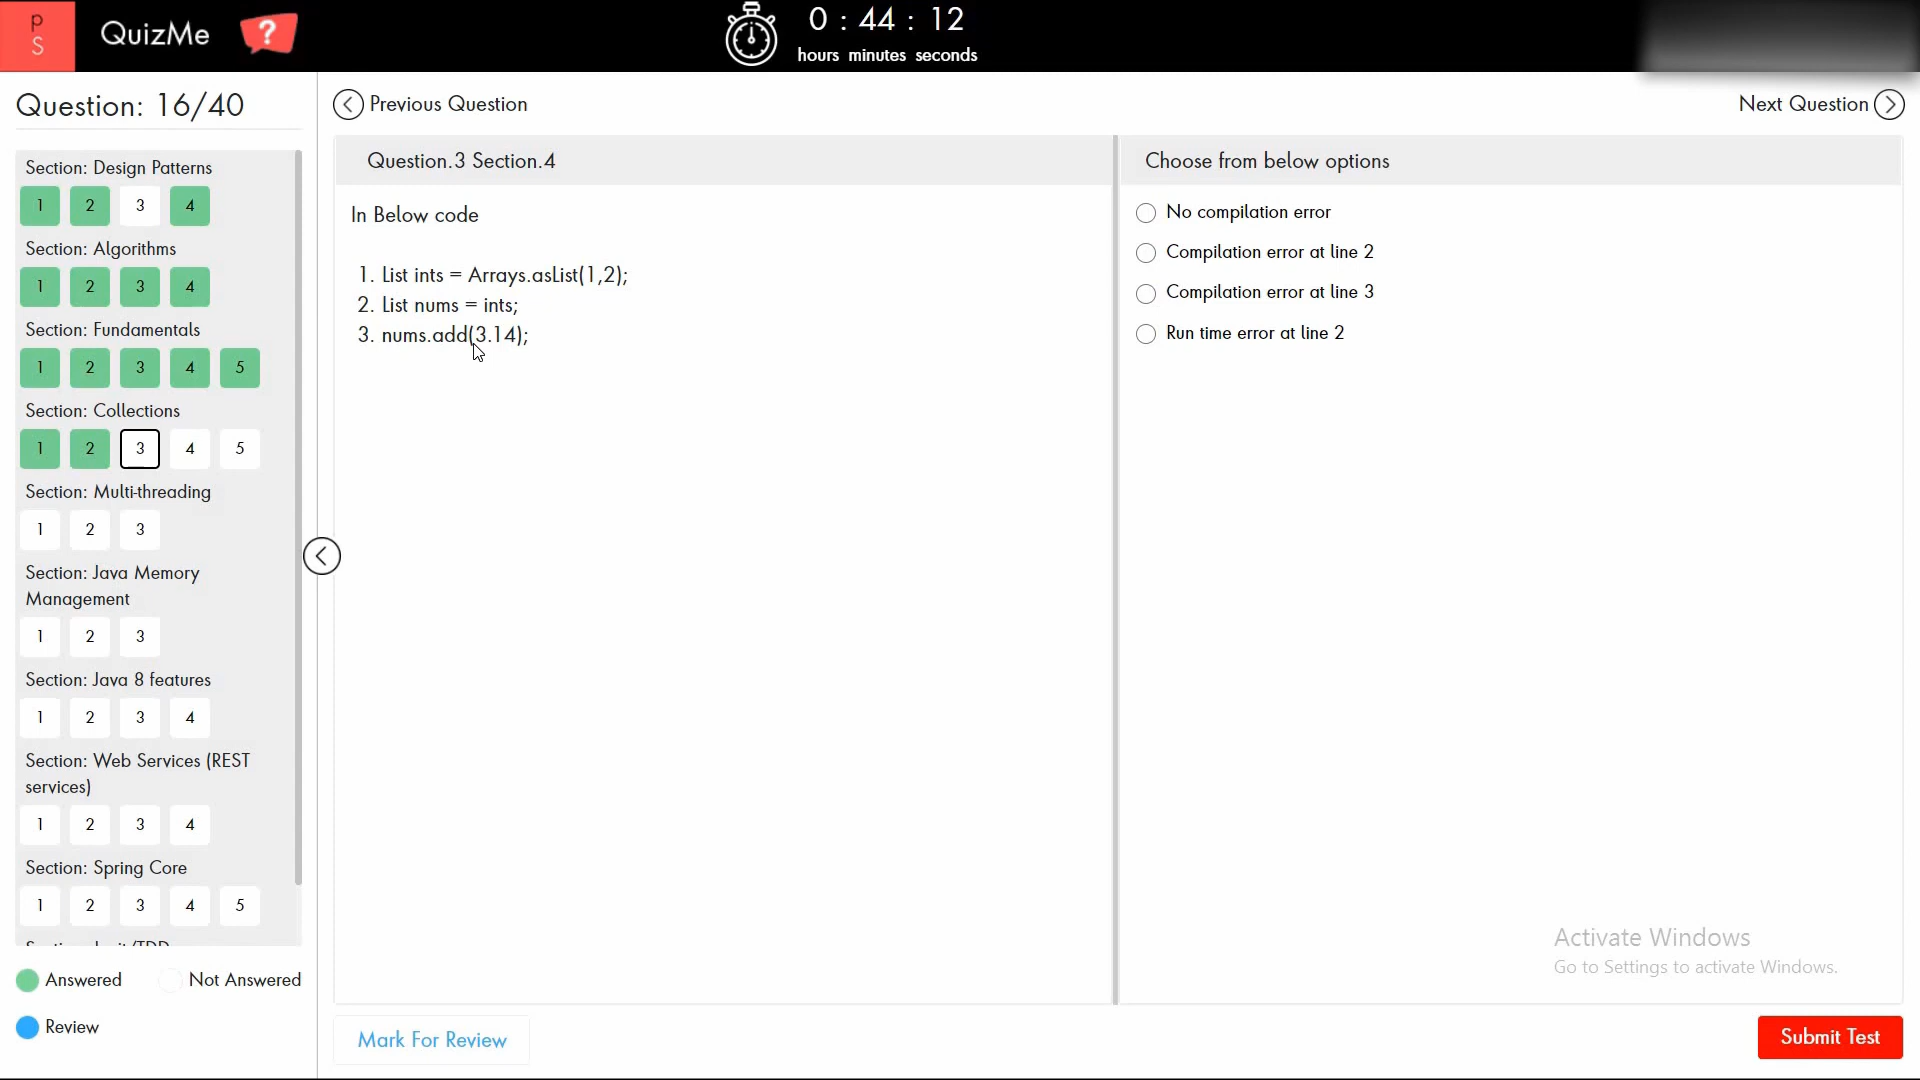 P
S
QuizMe
?
0 : 44 : 12
hours minutes seconds
Question: 16/40
Previous Question
Next Question
Section: Design Patterns
1 2 3 4
Section: Algorithms
1 2 3 4
Section: Fundamentals
1 2 3 4 5
Section: Collections
1 2 3 4 5
Section: Multi-threading
1 2 3
Section: Java Memory
Management
1 2 3
Section: Java 8 features
1 2 3 4
Section: Web Services (REST
services)
1 2 3 4
Section: Spring Core
1 2 3 4 5
Answered
Not Answered
Review
Question.3 Section.4
In Below code
1. List ints = Arrays.asList(1,2);
2. List nums = ints;
3. nums.add(3.14);
Choose from below options
No compilation error
Compilation error at line 2
Compilation error at line 3
Run time error at line 2
Activate Windows
Go to Settings to activate Windows.
Mark For Review
Submit Test